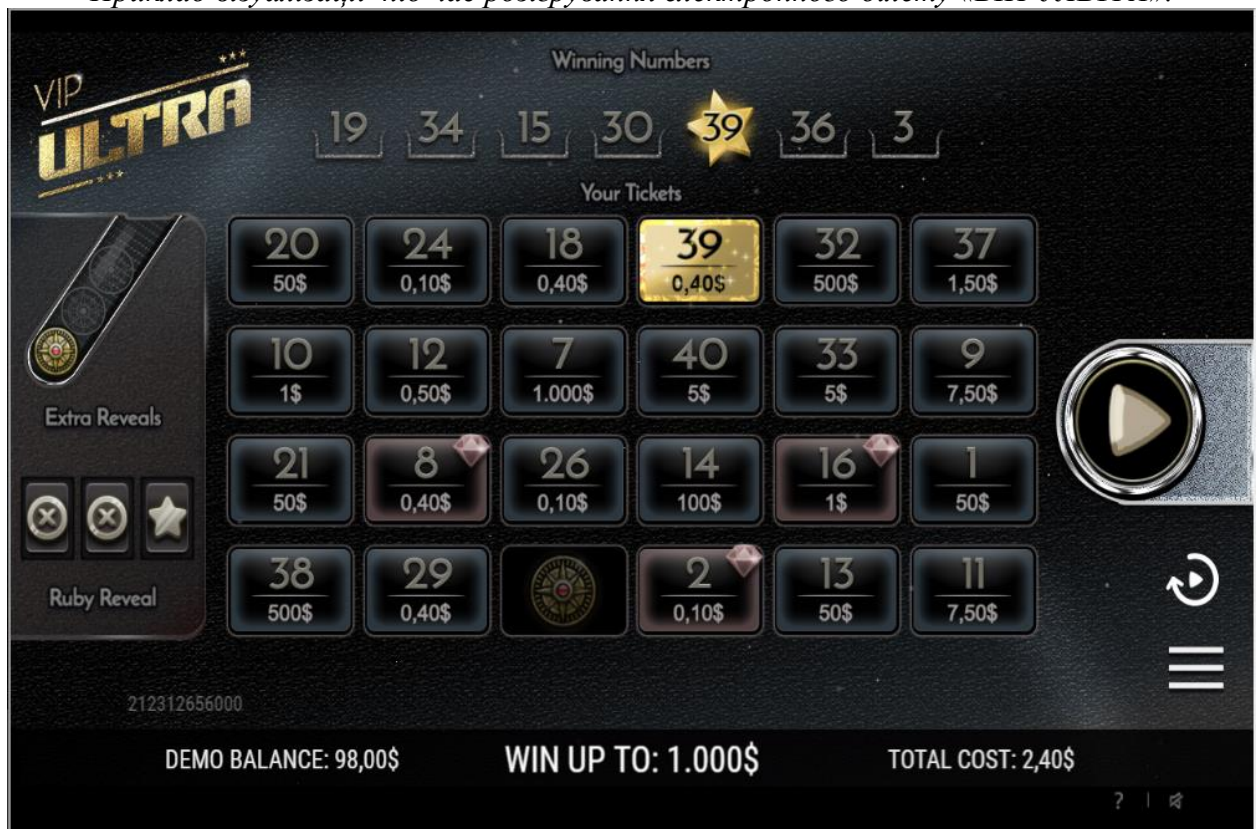 VIP
ULTRA
Winning Numbers
19 34 15 30 39 36 3
Your Tickets
20 24 18 39 32 37
50$ 0,10$ 0,40$ 0,40$ 500$ 1,50$
10 12 7 40 33 9
1$ 0,50$ 1.000$ 5$ 5$ 7,50$
Extra Reveals
21 8 26 14 16 1
50$ 0,40$ 0,10$ 100$ 1$ 50$
38 29 2 13 11
500$ 0,40$ 0,10$ 50$ 7,50$
Ruby Reveal
212312656000
DEMO BALANCE: 98,00$ WIN UP TO: 1.000$ TOTAL COST: 2,40$
?